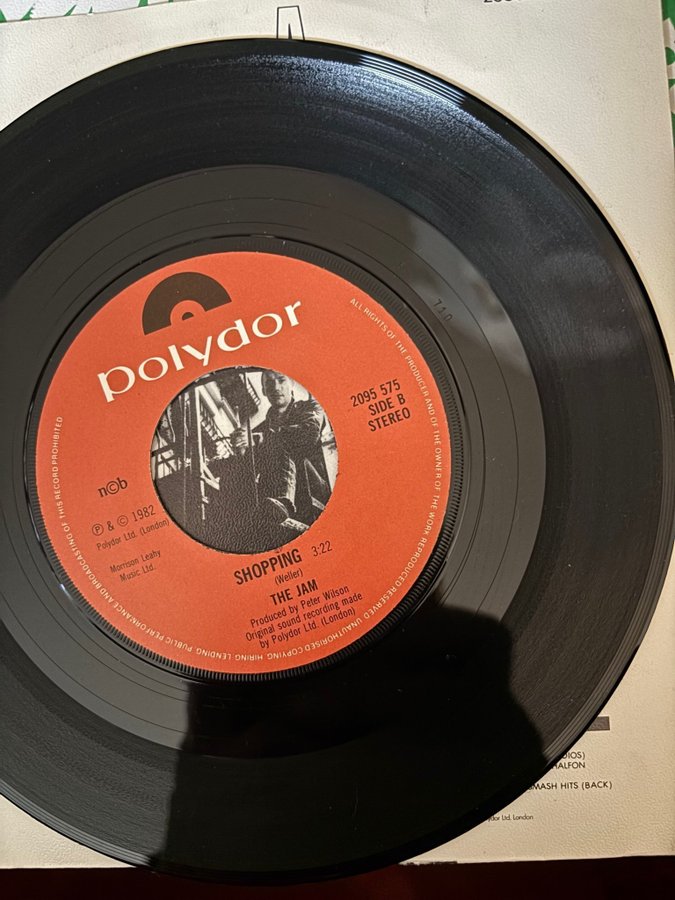 A
polydor
2095 575
SIDE B
STEREO
710
n©b
℗ & © 1982
Polydor Ltd. (London)
Morrison Leahy
Music Ltd.
SHOPPING 3:22
(Weller)
THE JAM
Produced by Peter Wilson
Original sound recording made
by Polydor Ltd. (London)
ALL RIGHTS OF THE PRODUCER AND OF THE OWNER OF THE WORK REPRODUCED RESERVED. UNAUTHORISED COPYING, HIRING, LENDING, PUBLIC PERFORMANCE AND BROADCASTING OF THIS RECORD PROHIBITED
SMASH HITS (BACK)
Ltd. London